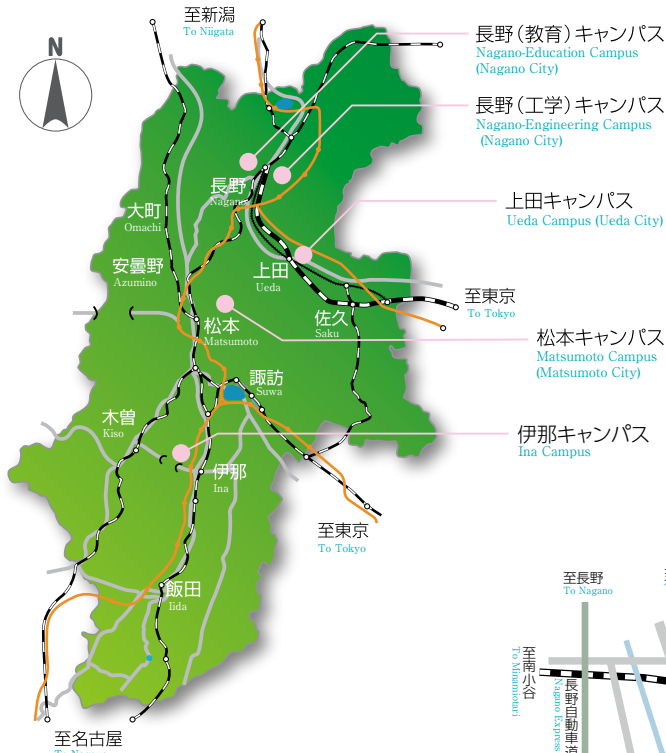 至新潟
To Niigata
N
長野（教育）キャンパス
Nagano-Education Campus
(Nagano City)
長野（工学）キャンパス
Nagano-Engineering Campus
(Nagano City)
長野
Nagano
大町
Omachi
上田キャンパス
Ueda Campus (Ueda City)
安曇野
Azumino
上田
Ueda
至東京
To Tokyo
佐久
Saku
松本
Matsumoto
松本キャンパス
Matsumoto Campus
(Matsumoto City)
諏訪
Suwa
木曽
Kiso
伊那キャンパス
Ina Campus
伊那
Ina
至東京
To Tokyo
飯田
Iida
至長野
To Nagano
至南小谷
To Minamiotari
長野自動車道
Nagano Express
至名古屋